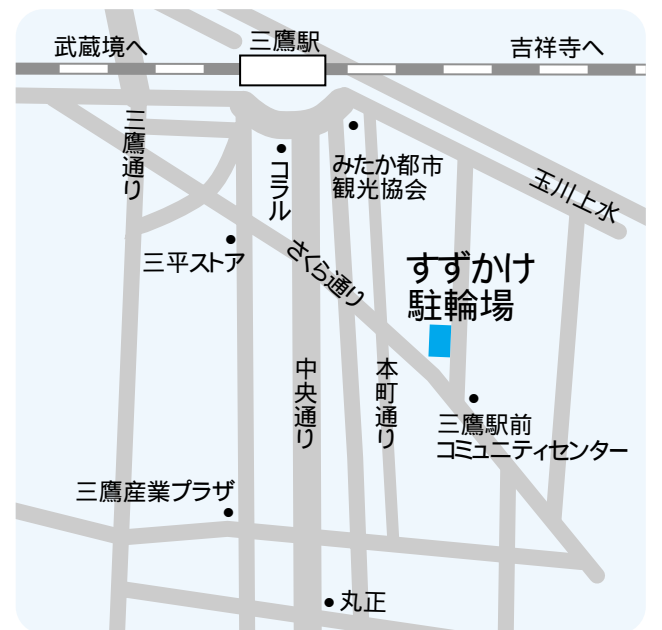 武蔵境へ
三鷹駅
吉祥寺へ
三鷹通り
コラル
みたか都市
観光協会
玉川上水
三平ストア
さくら通り
すずかけ
駐輪場
中央通り
本町通り
三鷹駅前
コミュニティセンター
三鷹産業プラザ
丸正